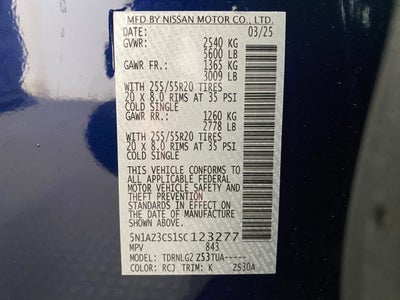 MFD BY NISSAN MOTOR CO., LTD.
DATE: 03/25
GVWR: 2540 KG
5600 LB
GAWR FR.: 1365 KG
3009 LB
WITH 255/55R20 TIRES
20 X 8.0 RIMS AT 35 PSI
COLD SINGLE
GAWR RR.: 1260 KG
2778 LB
WITH 255/55R20 TIRES
20 X 8.0 RIMS AT 35 PSI
COLD SINGLE
THIS VEHICLE CONFORMS TO
ALL APPLICABLE FEDERAL
MOTOR VEHICLE SAFETY AND
AND THEFT PREVENTION
STANDARDS IN EFFECT ON
THE DATE OF MANUFACTURE
SHOWN ABOVE.
5N1AZ3CS1SC123277
MPV 843
MODEL: TDRNLG2 Z53TUA-----
COLOR: RCJ TRIM: K ZS30A